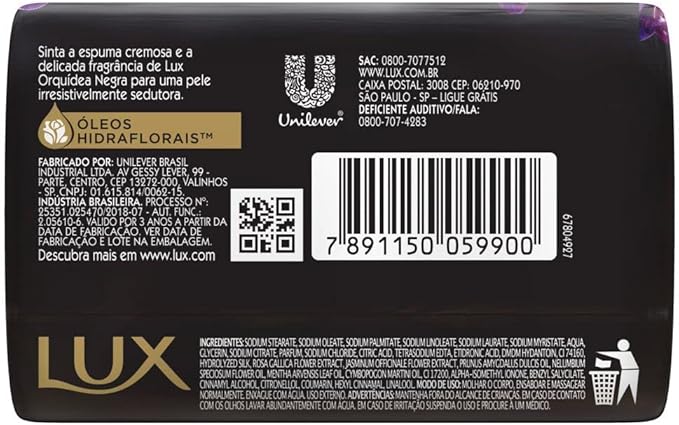 Sinta a espuma cremosa e a
delicada fragrância de Lux
Orquídea Negra para uma pele
irresistivelmente sedutora.
ÓLEOS
HIDRAFLORAIS™
FABRICADO POR: UNILEVER BRASIL
INDUSTRIAL LTDA. AV GESSY LEVER, 99 -
PARTE, CENTRO, CEP 13272-000, VALINHOS
- SP. CNPJ: 01.615.814/0062-15.
INDÚSTRIA BRASILEIRA. PROCESSO Nº:
25351.025470/2018-07 - AUT. FUNC.:
2.05610-6. VALIDO POR 3 ANOS A PARTIR DA
DATA DE FABRICAÇÃO. VER DATA DE
FABRICAÇÃO E LOTE NA EMBALAGEM.
Descubra mais em www.lux.com
Unilever
SAC: 0800-7077512
WWW.LUX.COM.BR
CAIXA POSTAL: 3008 CEP: 06210-970
SÃO PAULO - SP – LIGUE GRÁTIS
DEFICIENTE AUDITIVO/FALA:
0800-707-4283
7 891150 059900
67804927
LUX
INGREDIENTES: SODIUM STEARATE, SODIUM OLEATE, SODIUM PALMITATE, SODIUM LINOLEATE, SODIUM LAURATE, SODIUM MYRISTATE, AQUA,
GLYCERIN, SODIUM CITRATE, PARFUM, SODIUM CHLORIDE, CITRIC ACID, TETRASODIUM EDTA, ETIDRONIC ACID, DMDM HYDANTOIN, CI 74160,
HYDROLYZED SILK, ROSA GALLICA FLOWER EXTRACT, JASMINUM OFFICINALE FLOWER EXTRACT, PRUNUS AMYGDALUS DULCIS OIL, NELUMBIUM
SPECIOSUM FLOWER OIL, MENTHA ARVENSIS LEAF OIL, CYMBOPOGON MARTINI OIL, CI 17200, ALPHA-ISOMETHYL IONONE, BENZYL SALICYLATE,
CINNAMYL ALCOHOL, CITRONELLOL, COUMARIN, HEXYL CINNAMAL, LINALOOL. MODO DE USO: MOLHAR O CORPO, ENSABOAR E MASSAGEAR
NORMALMENTE. ENXAGUE COM ÁGUA. USO EXTERNO. ADVERTÊNCIAS: MANTENHA FORA DO ALCANCE DE CRIANÇAS. EM CASO DE CONTATO
COM OS OLHOS LAVAR ABUNDANTEMENTE COM ÁGUA. EM CASO DE IRRITAÇÃO SUSPENDA O USO E PROCURE UM MÉDICO.